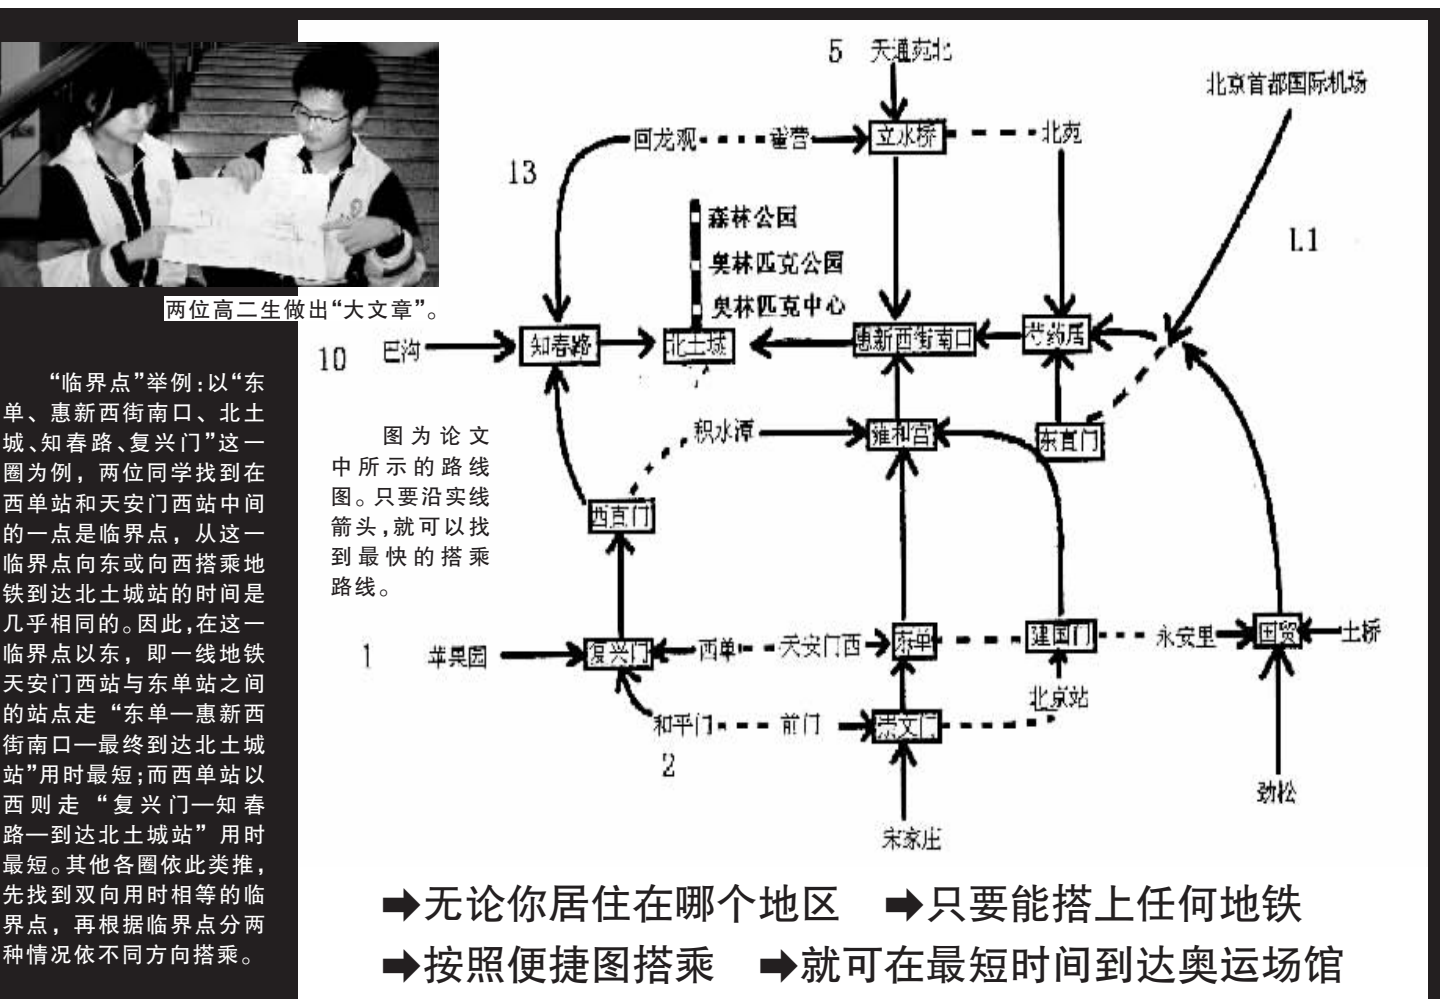 两位高二生做出“大文章”。
“临界点”举例：以“东
单、惠新西街南口、北土
城、知春路、复兴门”这一
圈为例，两位同学找到在
西单站和天安门西站中间
的一点是临界点，从这一
临界点向东或向西搭乘地
铁到达北土城站的时间是
几乎相同的。因此，在这一
临界点以东，即一线地铁
天安门西站与东单站之间
的站点走“东单—惠新西
街南口—最终到达北土城
站”用时最短；而西单站以
西则走“复兴门—知春
路—到达北土城站”用时
最短。其他各圈依此类推，
先找到双向用时相等的临
界点，再根据临界点分两
种情况依不同方向搭乘。
5 天通苑北
北京首都国际机场
回龙观 霍营 立水桥 北苑
13
森林公园
L1
奥林匹克公园
奥林匹克中心
10 巴沟 知春路 北土城 惠新西街南口 芍药居
积水潭 雍和宫 东直门
图为论文
中所示的路线
图。只要沿实线
箭头，就可以找
到最快的搭乘
路线。
西直门
1 苹果园 复兴门 西单 天安门西 东单 建国门 永安里 国贸 土桥
北京站
和平门 前门 崇文门
2
劲松
宋家庄
➡无论你居住在哪个地区 ➡只要能搭上任何地铁
➡按照便捷图搭乘 ➡就可在最短时间到达奥运场馆